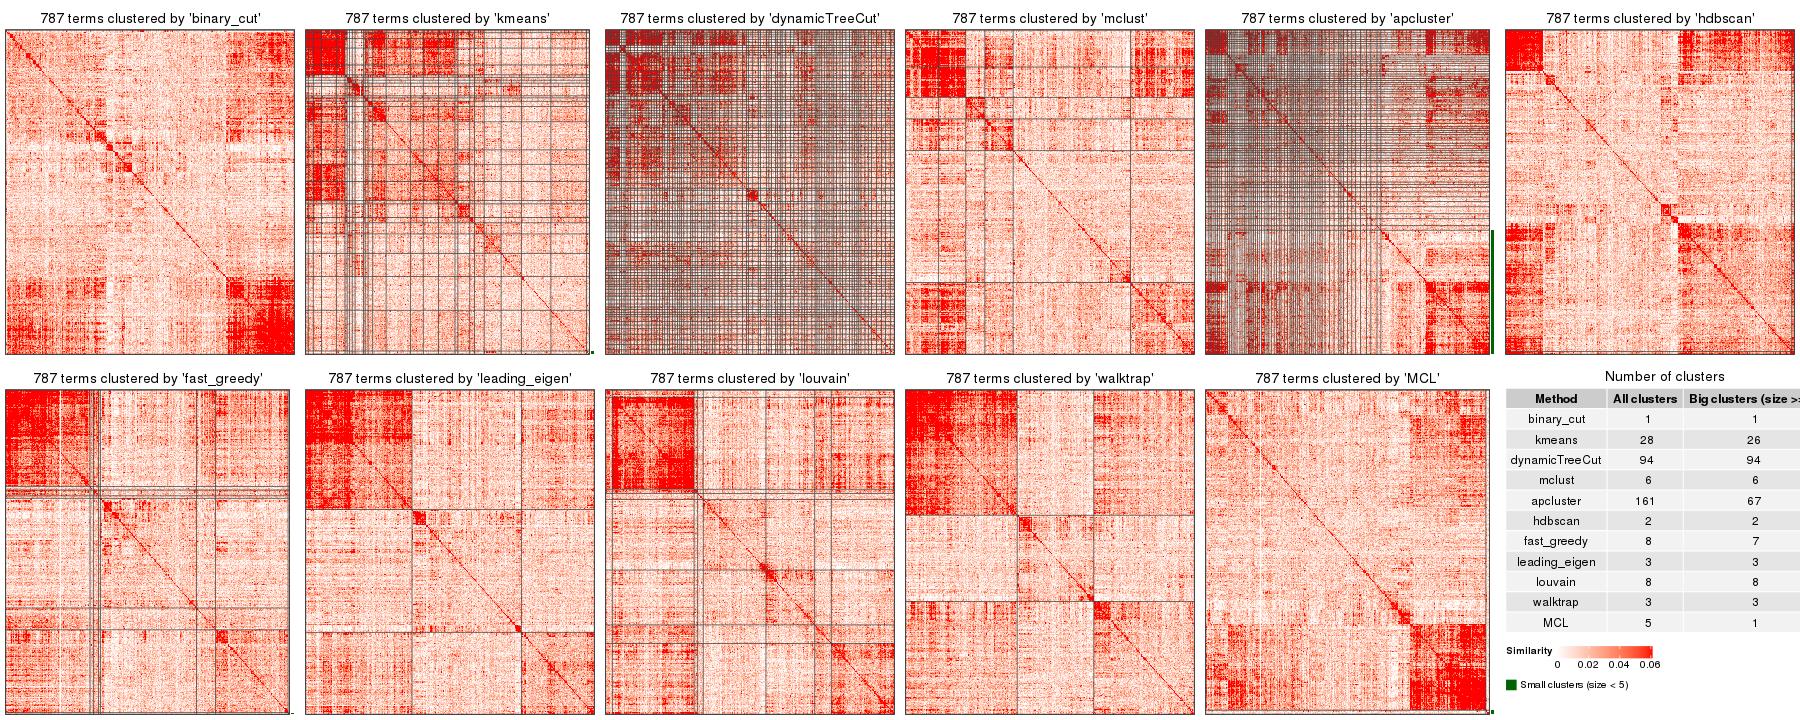 787 terms clustered by 'binary_cut'
787 terms clustered by 'kmeans'
787 terms clustered by 'dynamicTreeCut'
787 terms clustered by 'mclust'
787 terms clustered by 'apcluster'
787 terms clustered by 'hdbscan'
787 terms clustered by 'fast_greedy'
787 terms clustered by 'leading_eigen'
787 terms clustered by 'louvain'
787 terms clustered by 'walktrap'
787 terms clustered by 'MCL'
Number of clusters
Method All clusters Big clusters (size >=
binary_cut 1 1
kmeans 28 26
dynamicTreeCut 94 94
mclust 6 6
apcluster 161 67
hdbscan 2 2
fast_greedy 8 7
leading_eigen 3 3
louvain 8 8
walktrap 3 3
MCL 5 1
Similarity
0 0.02 0.04 0.06
Small clusters (size < 5)